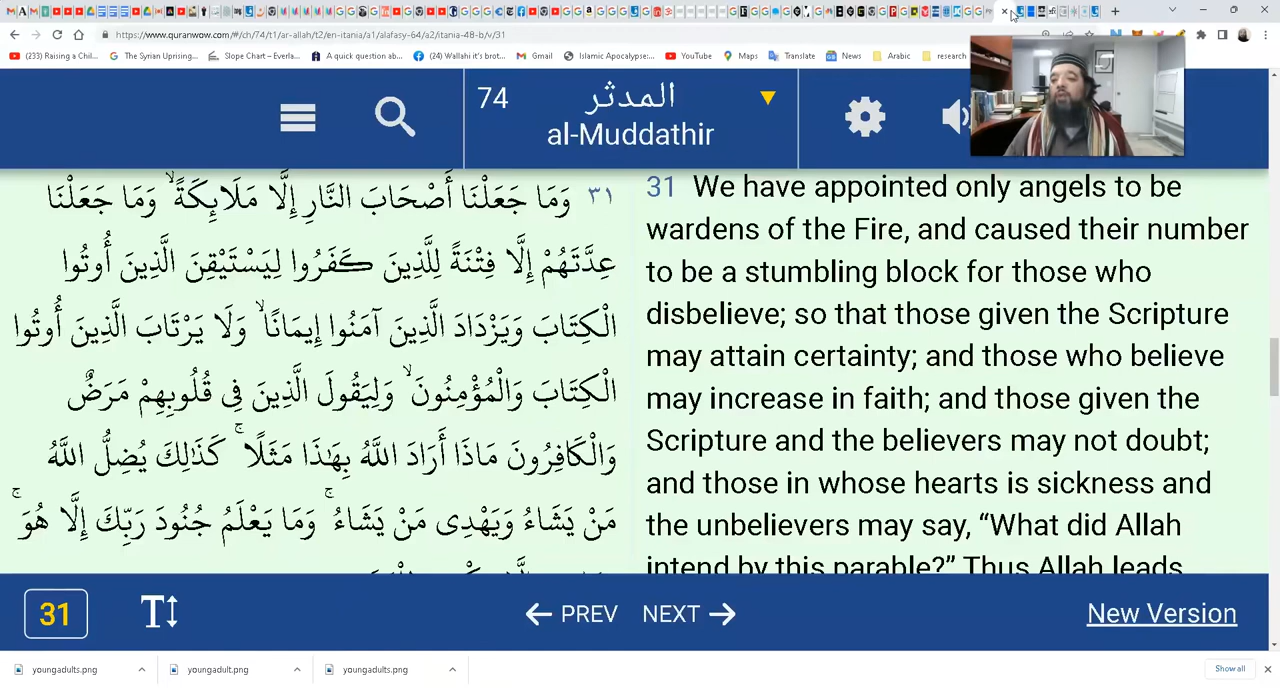 https://www.quranwow.com/#/ch/74/t1/ar-allah/t2/en-itania/a1/alafasy-64/a2/itania-48-b/v/31
(233) Raising a Chil...
The Syrian Uprising...
Slope Chart – Everla...
A quick question ab...
(24) Wallahi it's brot...
Gmail
Islamic Apocalypse:...
YouTube
Maps
Translate
News
Arabic
research
74
المدثر
al-Muddathir
٣١ وَمَا جَعَلْنَا أَصْحَابَ النَّارِ إِلَّا مَلَائِكَةً ۙ وَمَا جَعَلْنَا
عِدَّتَهُمْ إِلَّا فِتْنَةً لِلَّذِينَ كَفَرُوا لِيَسْتَيْقِنَ الَّذِينَ أُوتُوا
الْكِتَابَ وَيَزْدَادَ الَّذِينَ آمَنُوا إِيمَانًا ۙ وَلَا يَرْتَابَ الَّذِينَ أُوتُوا
الْكِتَابَ وَالْمُؤْمِنُونَ ۙ وَلِيَقُولَ الَّذِينَ فِي قُلُوبِهِمْ مَرَضٌ
وَالْكَافِرُونَ مَاذَا أَرَادَ اللَّهُ بِهَٰذَا مَثَلًا ۚ كَذَٰلِكَ يُضِلُّ اللَّهُ
مَنْ يَشَاءُ وَيَهْدِي مَنْ يَشَاءُ ۚ وَمَا يَعْلَمُ جُنُودَ رَبِّكَ إِلَّا هُوَ ۚ
31 We have appointed only angels to be
wardens of the Fire, and caused their number
to be a stumbling block for those who
disbelieve; so that those given the Scripture
may attain certainty; and those who believe
may increase in faith; and those given the
Scripture and the believers may not doubt;
and those in whose hearts is sickness and
the unbelievers may say, “What did Allah
intend by this parable?” Thus Allah leads
31
T
PREV
NEXT
New Version
youngadults.png
youngadult.png
youngadults.png
Show all